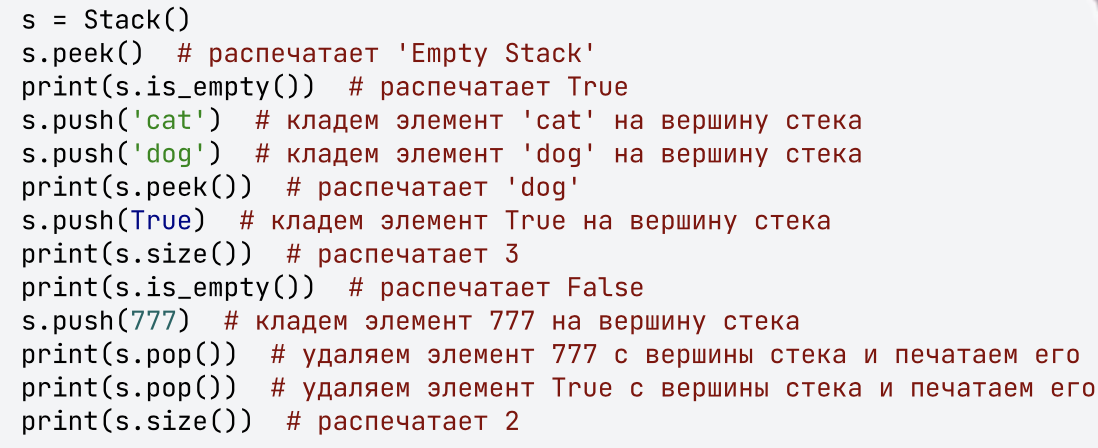 s = Stack()
s.peek()  # распечатает 'Empty Stack'
print(s.is_empty())  # распечатает True
s.push('cat')  # кладем элемент 'cat' на вершину стека
s.push('dog')  # кладем элемент 'dog' на вершину стека
print(s.peek())  # распечатает 'dog'
s.push(True)  # кладем элемент True на вершину стека
print(s.size())  # распечатает 3
print(s.is_empty())  # распечатает False
s.push(777)  # кладем элемент 777 на вершину стека
print(s.pop())  # удаляем элемент 777 с вершины стека и печатаем его
print(s.pop())  # удаляем элемент True с вершины стека и печатаем его
print(s.size())  # распечатает 2